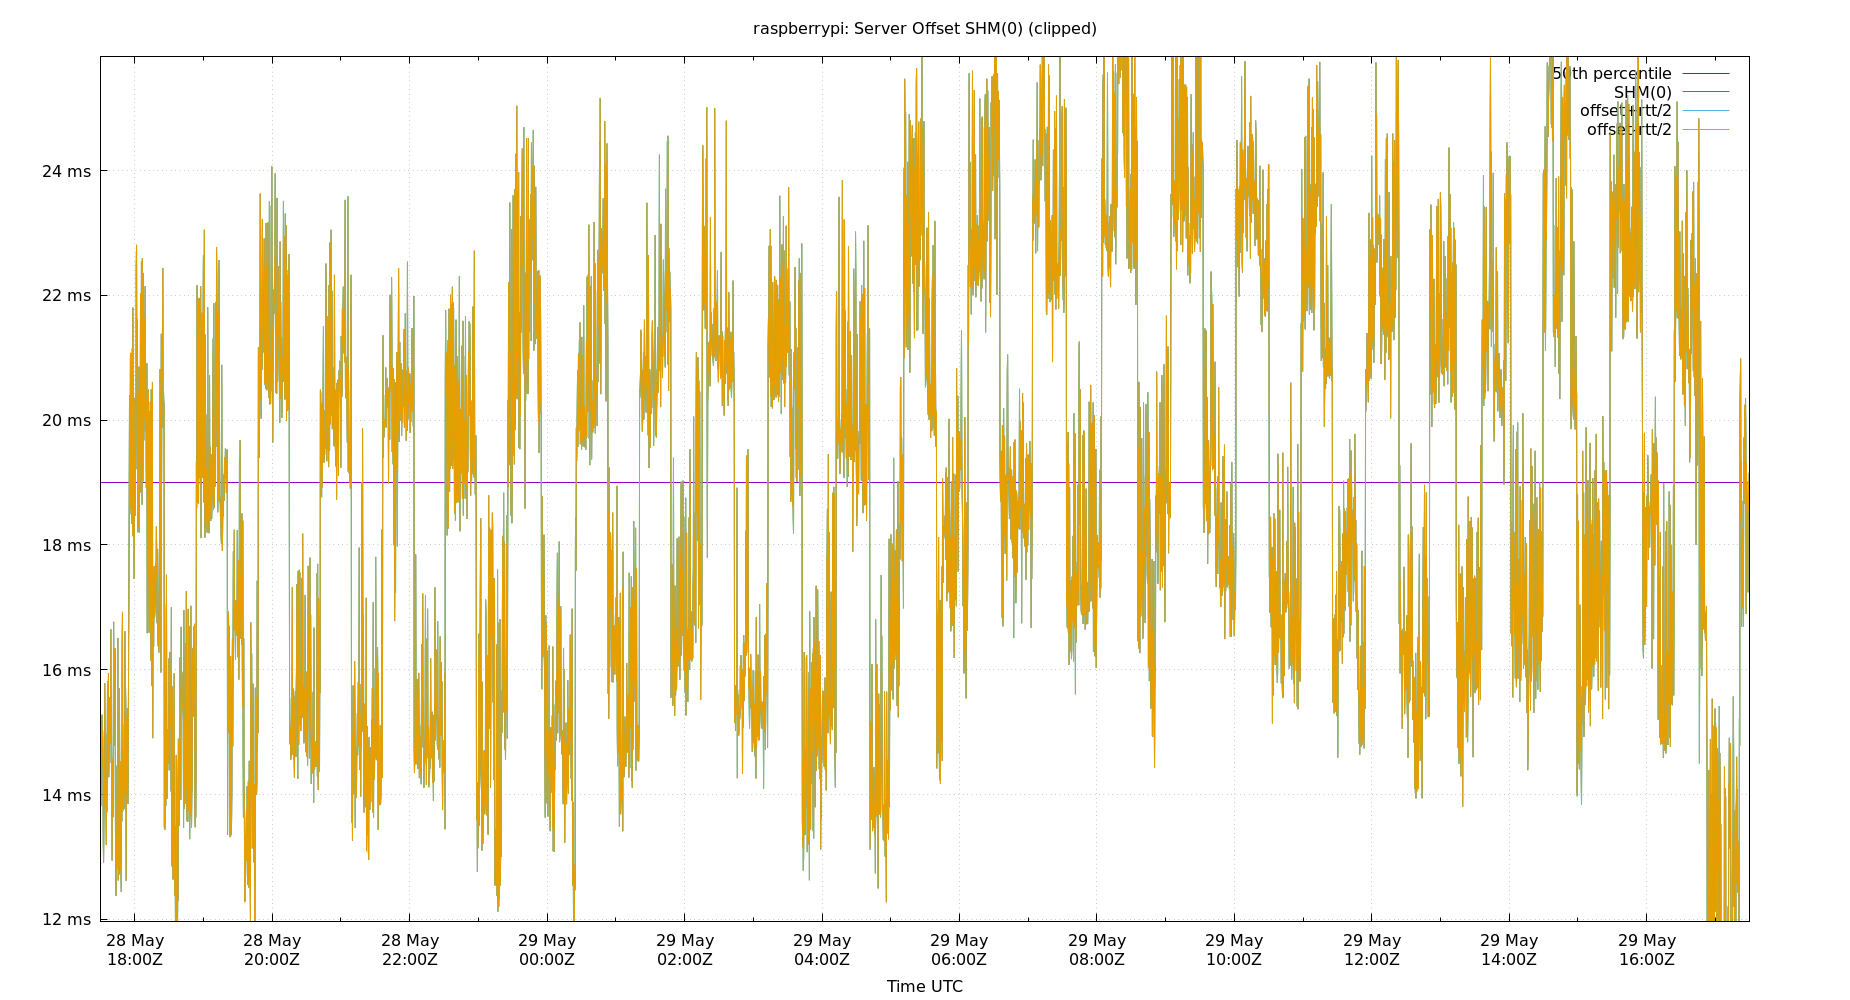 raspberrypi: Server Offset SHM(0) (clipped)
50th percentile
SHM(0)
offset+rtt/2
offset-rtt/2
24 ms
22 ms
20 ms
18 ms
16 ms
14 ms
12 ms
28 May 28 May 28 May 29 May 29 May 29 May 29 May 29 May 29 May 29 May 29 May 29 May
18:00Z 20:00Z 22:00Z 00:00Z 02:00Z 04:00Z 06:00Z 08:00Z 10:00Z 12:00Z 14:00Z 16:00Z
Time UTC